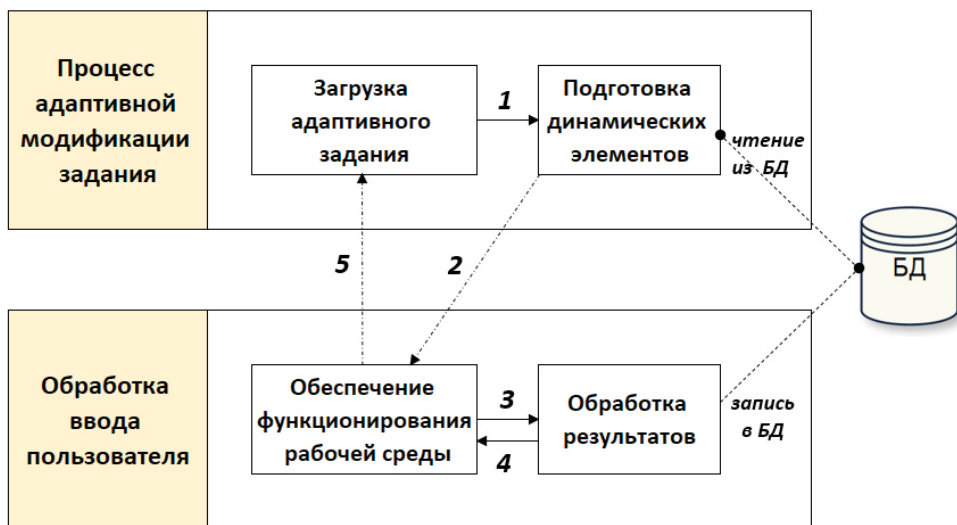 Процесс
адаптивной
модификации
задания
Загрузка
адаптивного
задания
1
Подготовка
динамических
элементов
чтение
из БД
5
2
БД
Обработка
ввода
пользователя
Обеспечение
функционирования
рабочей среды
3
4
Обработка
результатов
запись
в БД